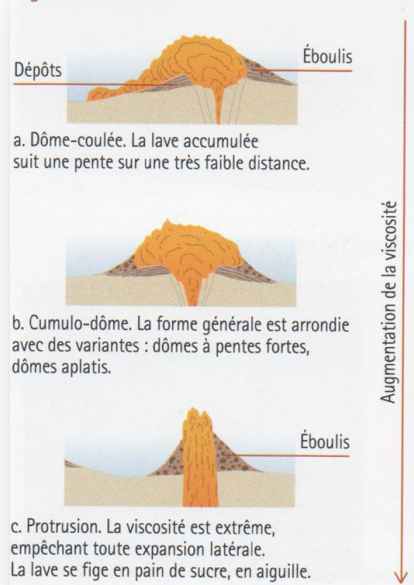 Éboulis
Dépôts
a. Dôme-coulée. La lave accumulée
suit une pente sur une très faible distance.
b. Cumulo-dôme. La forme générale est arrondie
avec des variantes : dômes à pentes fortes,
dômes aplatis.
Éboulis
c. Protrusion. La viscosité est extrême,
empêchant toute expansion latérale.
La lave se fige en pain de sucre, en aiguille.
Augmentation de la viscosité